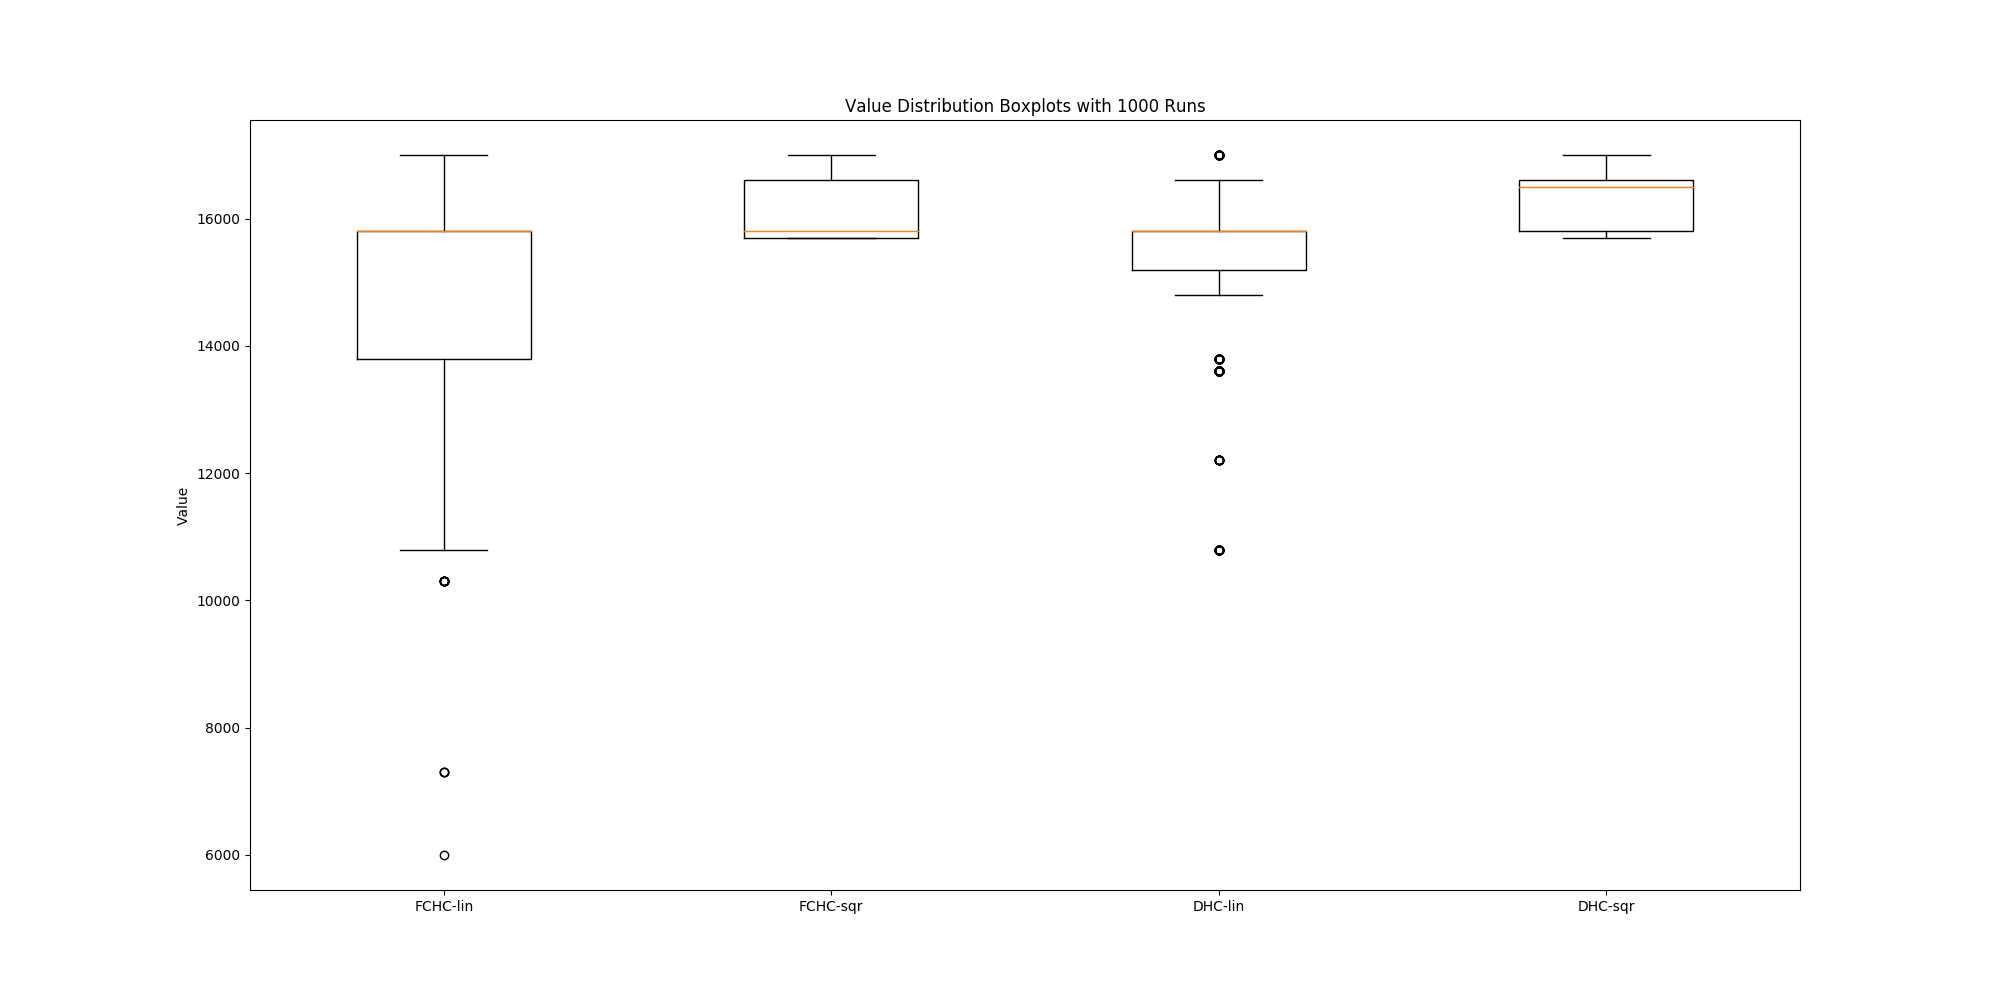 Value Distribution Boxplots with 1000 Runs
Value
16000
14000
12000
10000
8000
6000
FCHC-lin
FCHC-sqr
DHC-lin
DHC-sqr